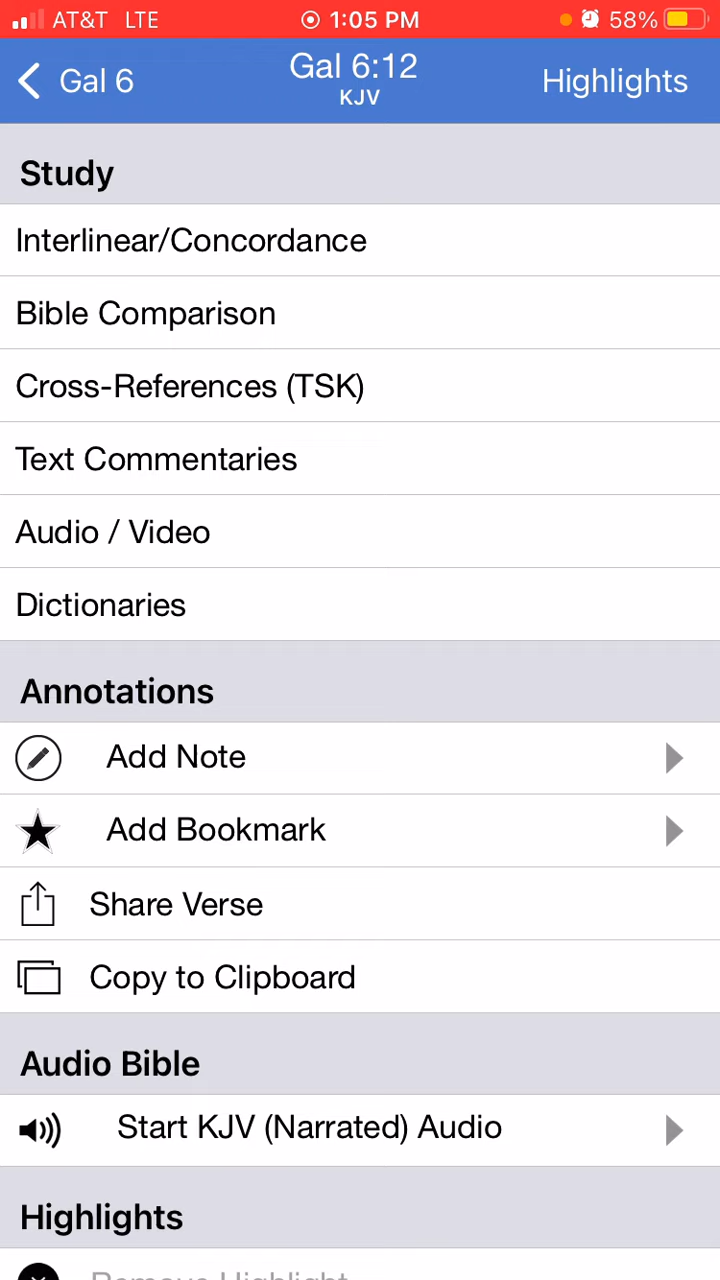 AT&T LTE 1:05 PM 58%
Gal 6 Gal 6:12 Highlights
KJV
Study
Interlinear/Concordance
Bible Comparison
Cross-References (TSK)
Text Commentaries
Audio / Video
Dictionaries
Annotations
Add Note
Add Bookmark
Share Verse
Copy to Clipboard
Audio Bible
Start KJV (Narrated) Audio
Highlights
Remove Highlight